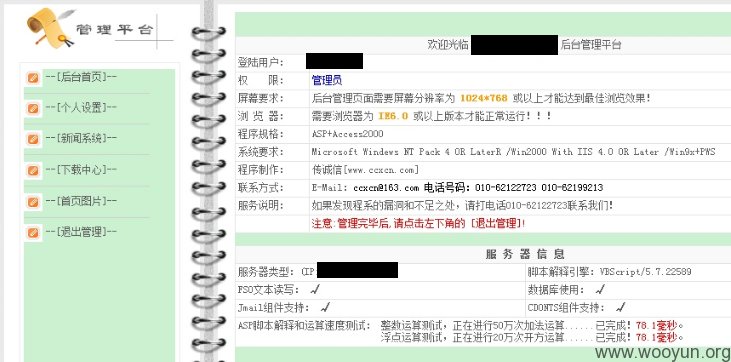 管理平台
--[后台首页]--
--[个人设置]--
--[新闻系统]--
--[下载中心]--
--[首页图片]--
--[退出管理]--
欢迎光临 后台管理平台
登陆用户:
权 限: 管理员
屏幕要求: 后台管理页面需要屏幕分辨率为 1024*768 或以上才能达到最佳浏览效果!
浏 览 器: 需要浏览器为 IE6.0 或以上版本才能正常运行!!!
程序规格: ASP+Access2000
系统要求: Microsoft Windows NT Pack 4 OR LaterR /Win2000 With IIS 4.0 OR Later /Win9x+PWS
程序制作: 传诚信[www.ccxcn.com]
联系方式: E-Mail: ccxcn@163.com 电话号码: 010-62122723 010-62199213
服务说明: 如果发现程系的漏洞和不足之处,请打电话010-62122723联系我们!
注意:管理完毕后,请点击左下角的 [退出管理]!
服 务 器 信 息
服务器类型: (IP: 脚本解释引擎: VBScript/5.7.22589
FSO文本读写: √ 数据库使用: √
Jmail组件支持: √ CDONTS组件支持: √
ASP脚本解释和运算速度测试: 整数运算测试,正在进行50万次加法运算......已完成!78.1毫秒。
浮点运算测试,正在进行20万次开方运算......已完成!78.1毫秒。
www.wooyun.org